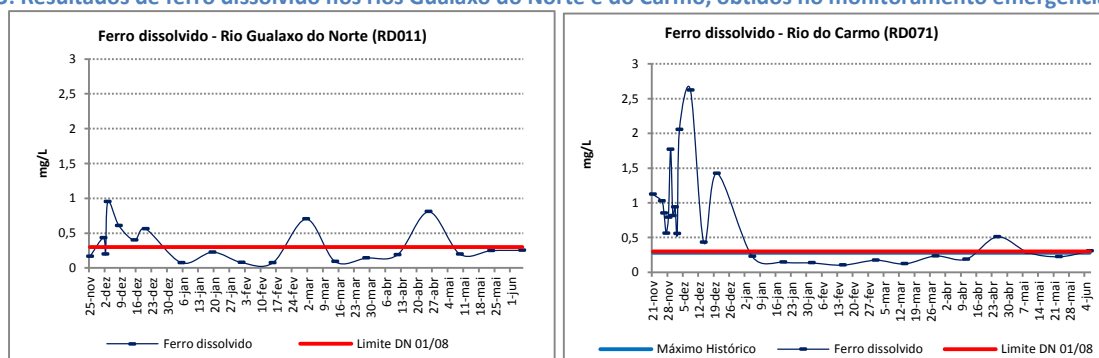 Resultados de ferro dissolvido nos rios Gualaxo do Norte e do Carmo, obtidos no monitoramento
Ferro dissolvido - Rio Gualaxo do Norte (RD011)
3
2,5
2
1,5
1
0,5
0
mg/L
25-nov
2-dez
9-dez
16-dez
23-dez
30-dez
6-jan
13-jan
20-jan
27-jan
3-fev
10-fev
17-fev
24-fev
2-mar
9-mar
16-mar
23-mar
30-mar
6-abr
13-abr
20-abr
27-abr
4-mai
11-mai
18-mai
25-mai
1-jun
Ferro dissolvido
Limite DN 01/08
Ferro dissolvido - Rio do Carmo (RD071)
3
2,5
2
1,5
1
0,5
0
mg/L
21-nov
28-nov
5-dez
12-dez
19-dez
26-dez
2-jan
9-jan
16-jan
23-jan
30-jan
6-fev
13-fev
20-fev
27-fev
5-mar
12-mar
19-mar
26-mar
2-abr
9-abr
16-abr
23-abr
30-abr
7-mai
14-mai
21-mai
28-mai
4-jun
Máximo Histórico
Ferro dissolvido
Limite DN 01/08